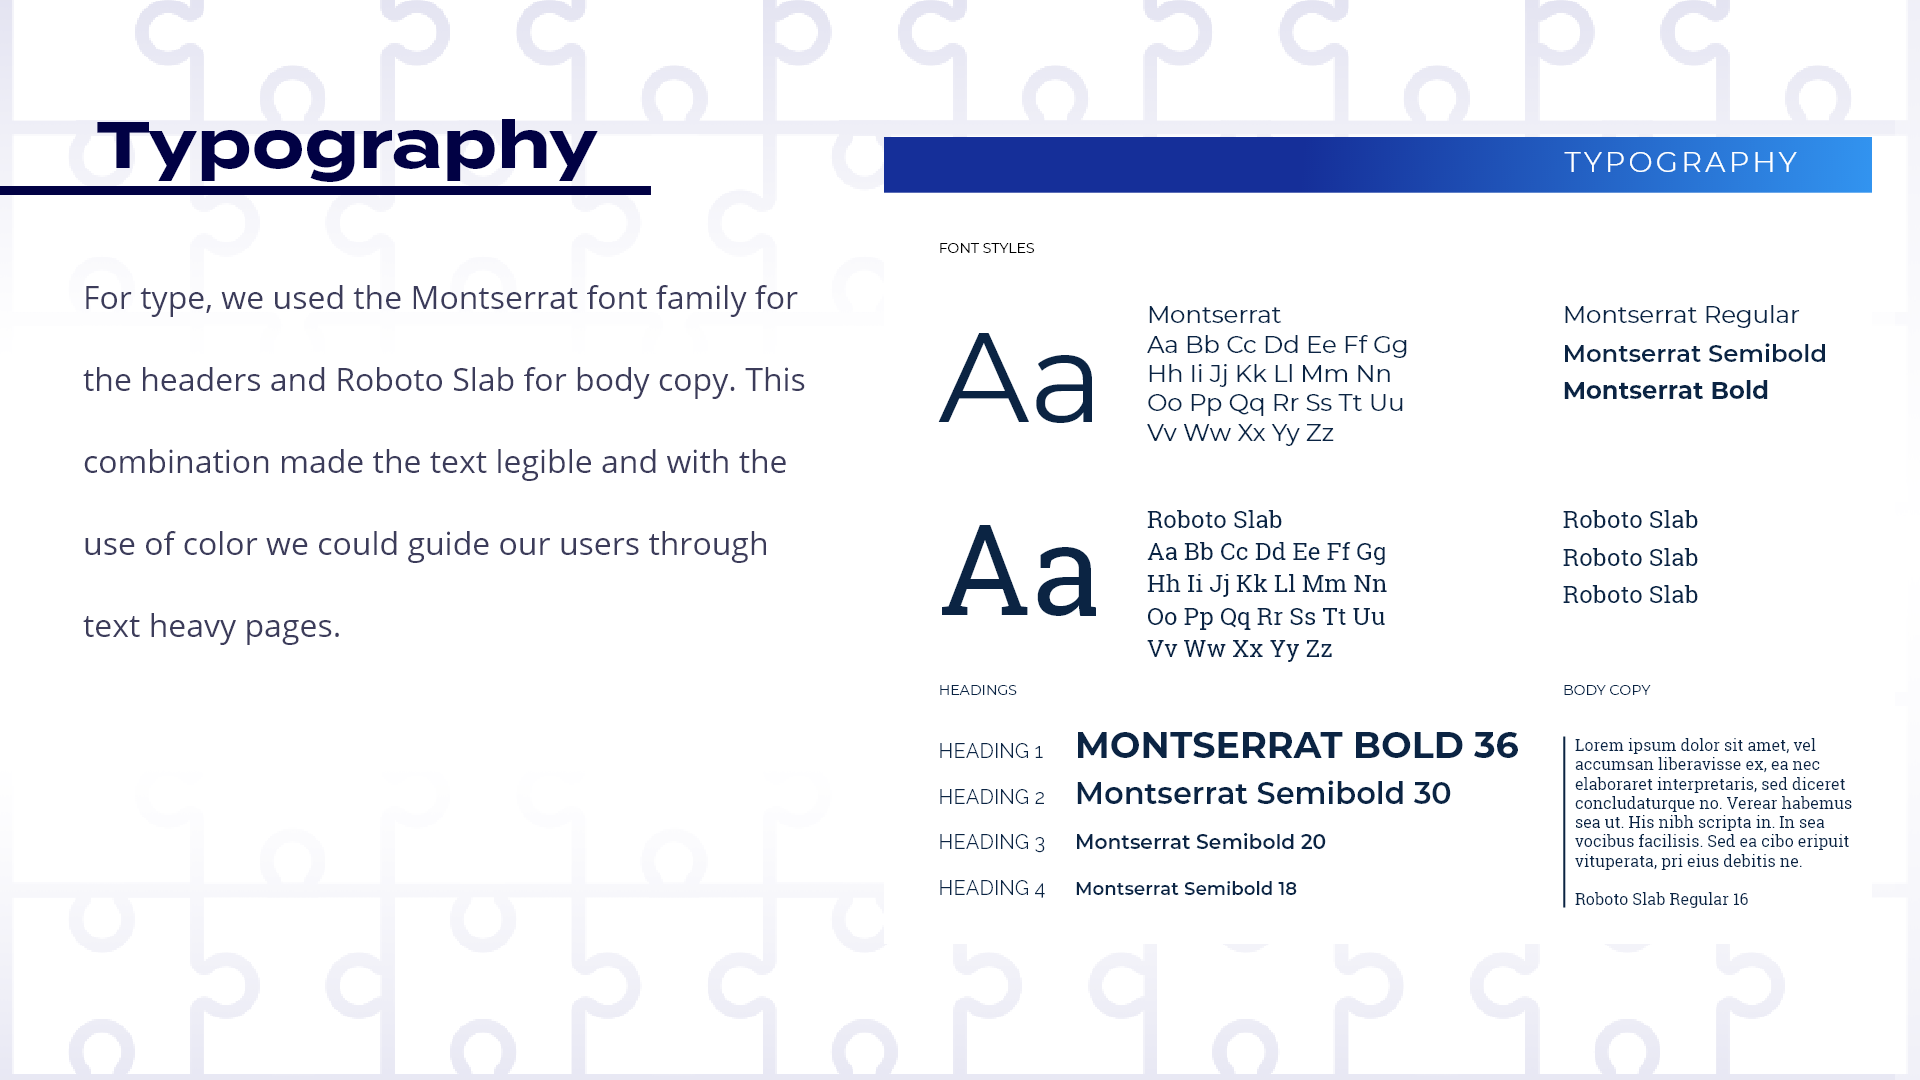 Typography
For type, we used the Montserrat font family for
the headers and Roboto Slab for body copy. This
combination made the text legible and with the
use of color we could guide our users through
text heavy pages.
TYPOGRAPHY
FONT STYLES
Aa
Montserrat
Aa Bb Cc Dd Ee Ff Gg
Hh Ii Jj Kk Ll Mm Nn
Oo Pp Qq Rr Ss Tt Uu
Vv Ww Xx Yy Zz
Montserrat Regular
Montserrat Semibold
Montserrat Bold
Aa
Roboto Slab
Aa Bb Cc Dd Ee Ff Gg
Hh Ii Jj Kk Ll Mm Nn
Oo Pp Qq Rr Ss Tt Uu
Vv Ww Xx Yy Zz
Roboto Slab
Roboto Slab
Roboto Slab
HEADINGS
HEADING 1 MONTSERRAT BOLD 36
HEADING 2 Montserrat Semibold 30
HEADING 3 Montserrat Semibold 20
HEADING 4 Montserrat Semibold 18
BODY COPY
Lorem ipsum dolor sit amet, vel
accumsan liberavisse ex, ea nec
elaboraret interpretaris, sed diceret
concludaturque no. Verear habemus
sea ut. His nibh scripta in. In sea
vocibus facilisis. Sed ea cibo eripuit
vituperata, pri eius debitis ne.
Roboto Slab Regular 16